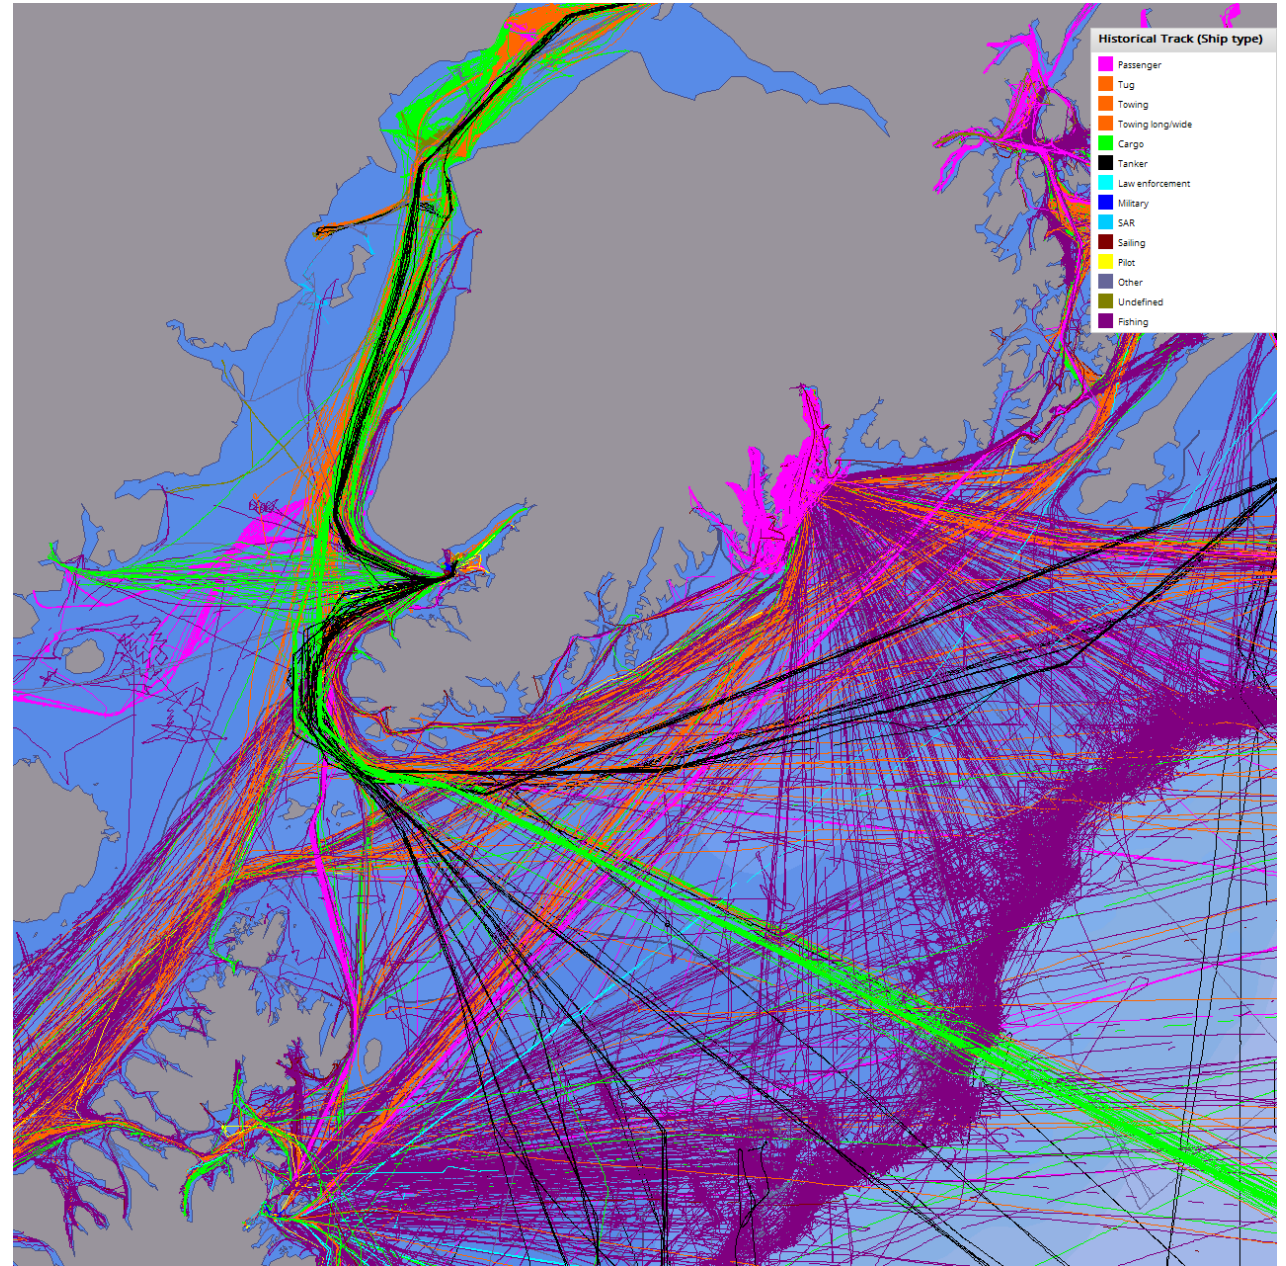 Historical Track (Ship type)
Passenger
Tug
Towing
Towing long/wide
Cargo
Tanker
Law enforcement
Military
SAR
Sailing
Pilot
Other
Undefined
Fishing